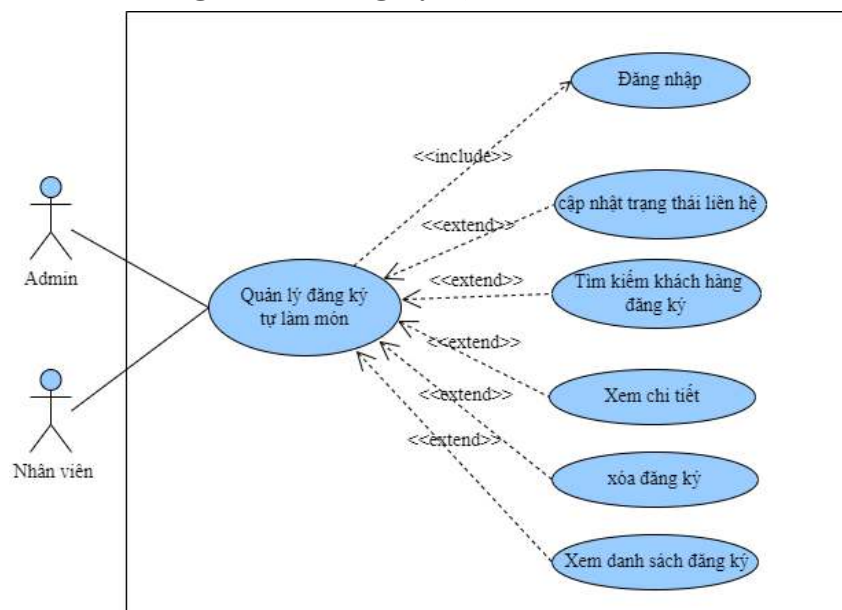 Đăng nhập
<<include>>
cập nhật trạng thái liên hệ
<<extend>>
Admin
Tìm kiếm khách hàng
đăng ký
<<extend>>
Quản lý đăng ký
tự làm món
<<extend>>
Xem chi tiết
<<extend>>
<<extend>>
Nhân viên
xóa đăng ký
Xem danh sách đăng ký